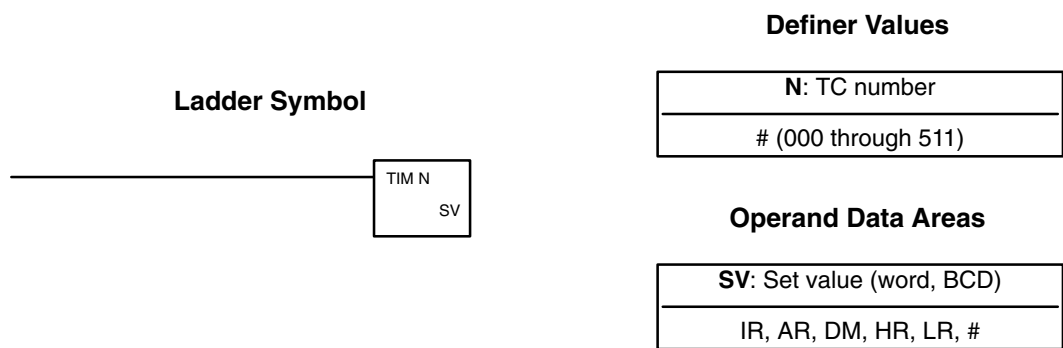 Ladder Symbol
TIM N
SV
Definer Values
N: TC number
# (000 through 511)
Operand Data Areas
SV: Set value (word, BCD)
IR, AR, DM, HR, LR, #